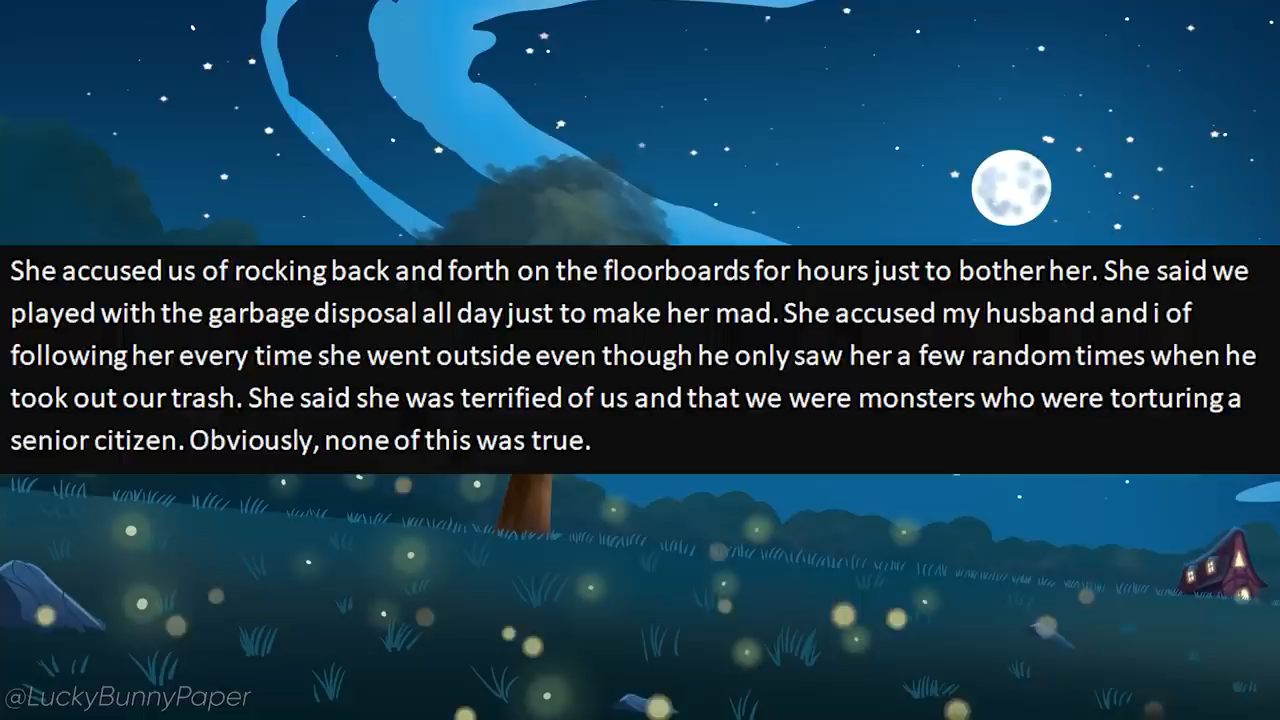 She accused us of rocking back and forth on the floorboards for hours just to bother her. She said we
played with the garbage disposal all day just to make her mad. She accused my husband and i of
following her every time she went outside even though he only saw her a few random times when he
took out our trash. She said she was terrified of us and that we were monsters who were torturing a
senior citizen. Obviously, none of this was true.
@LuckyBunnyPaper